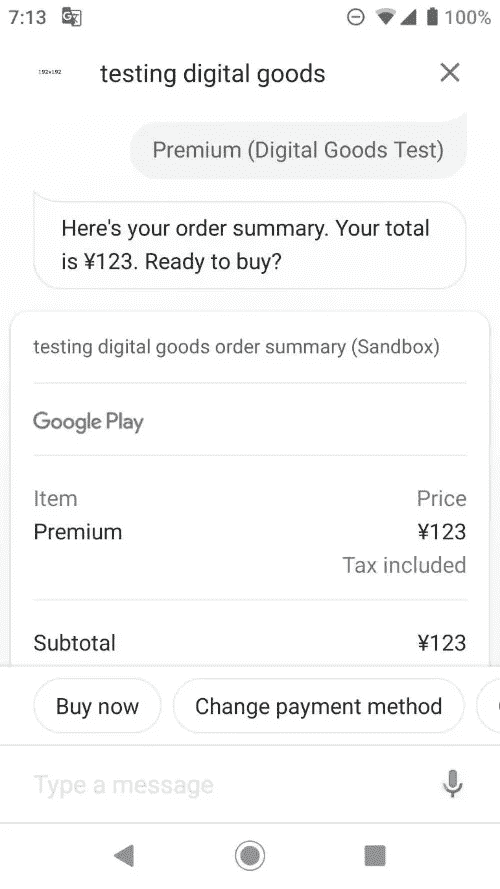 7:13 100%
192x192 testing digital goods
Premium (Digital Goods Test)
Here's your order summary. Your total
is ¥123. Ready to buy?
testing digital goods order summary (Sandbox)
Google Play
Item Price
Premium ¥123
Tax included
Subtotal ¥123
Buy now Change payment method
Type a message